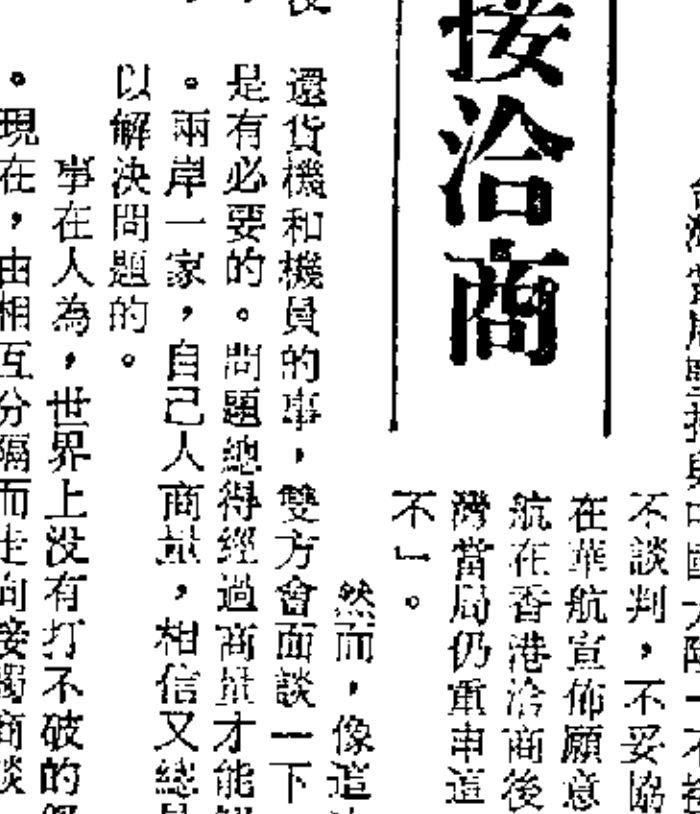 接洽商
不談判，不妥協
在華航宣佈願意
航在香港洽商後
灣當局仍重申這
不」。
然而，像這
還貨機和機員的事，雙方會面談一下
是有必要的。問題總得經過商量才能
。兩岸一家，自己人商量，相信又總
以解決問題的。
事在人為，世界上沒有打不破的
。現在，由相互分隔而走向接觸商談